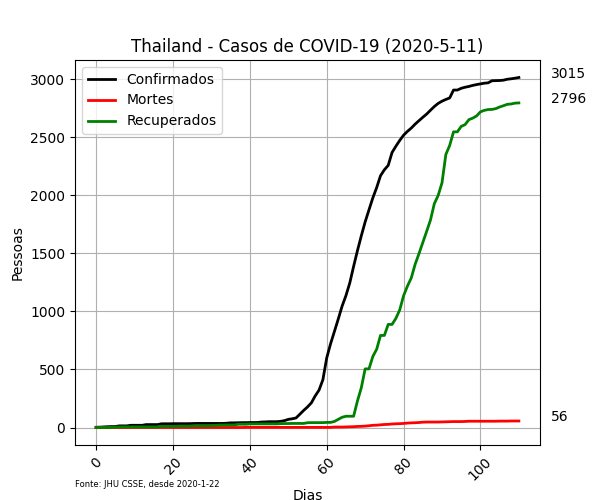 Thailand - Casos de COVID-19 (2020-5-11)
Confirmados
Mortes
Recuperados
3015
2796
56
Pessoas
3000
2500
2000
1500
1000
500
0
0
20
40
60
80
100
Dias
Fonte: JHU CSSE, desde 2020-1-22